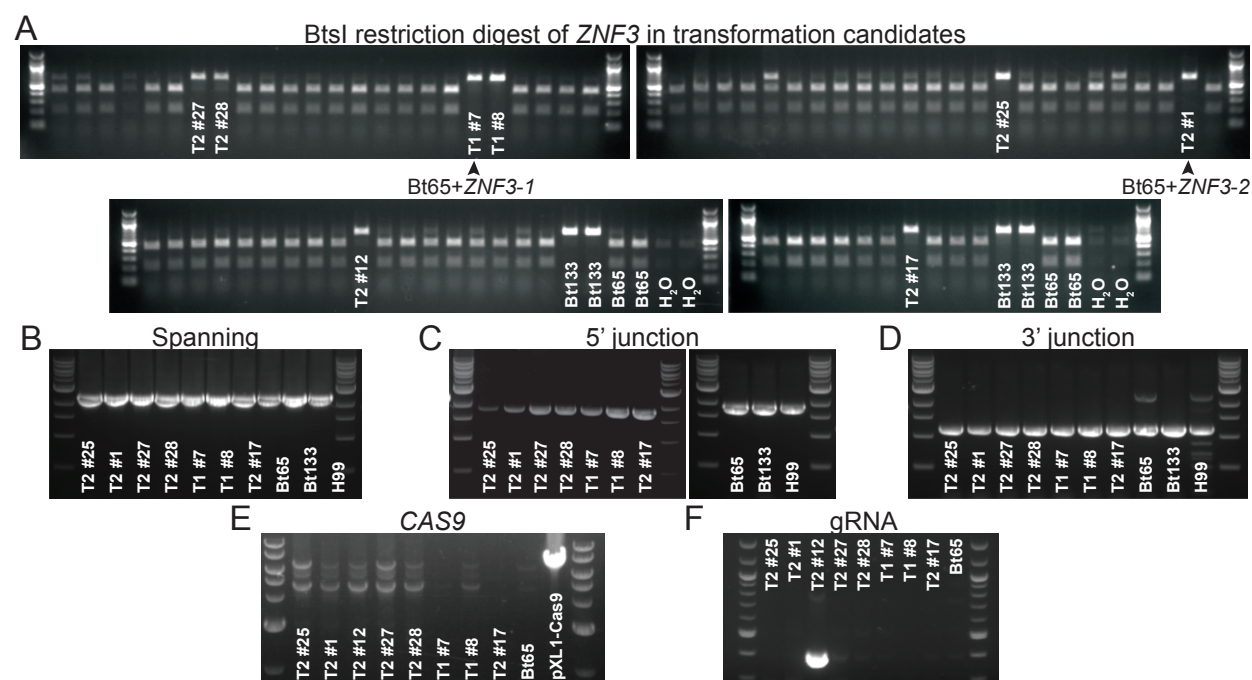 A
BtsI restriction digest of ZNF3 in transformation candidates
T2 #27
T2 #28
T1 #7
T1 #8
T2 #25
T2 #1
Bt65+ZNF3-1
Bt65+ZNF3-2
T2 #12
Bt133
Bt133
Bt65
Bt65
H₂O
H₂O
T2 #17
Bt133
Bt133
Bt65
Bt65
H₂O
H₂O
B
Spanning
T2 #25
T2 #1
T2 #27
T2 #28
T1 #7
T1 #8
T2 #17
Bt65
Bt133
H99
C
5’ junction
T2 #25
T2 #1
T2 #27
T2 #28
T1 #7
T1 #8
T2 #17
Bt65
Bt133
H99
D
3’ junction
T2 #25
T2 #1
T2 #27
T2 #28
T1 #7
T1 #8
T2 #17
Bt65
Bt133
H99
E
CAS9
T2 #25
T2 #1
T2 #12
T2 #27
T2 #28
T1 #7
T1 #8
T2 #17
Bt65
pXL1-Cas9
F
gRNA
T2 #25
T2 #1
T2 #12
T2 #27
T2 #28
T1 #7
T1 #8
T2 #17
Bt65